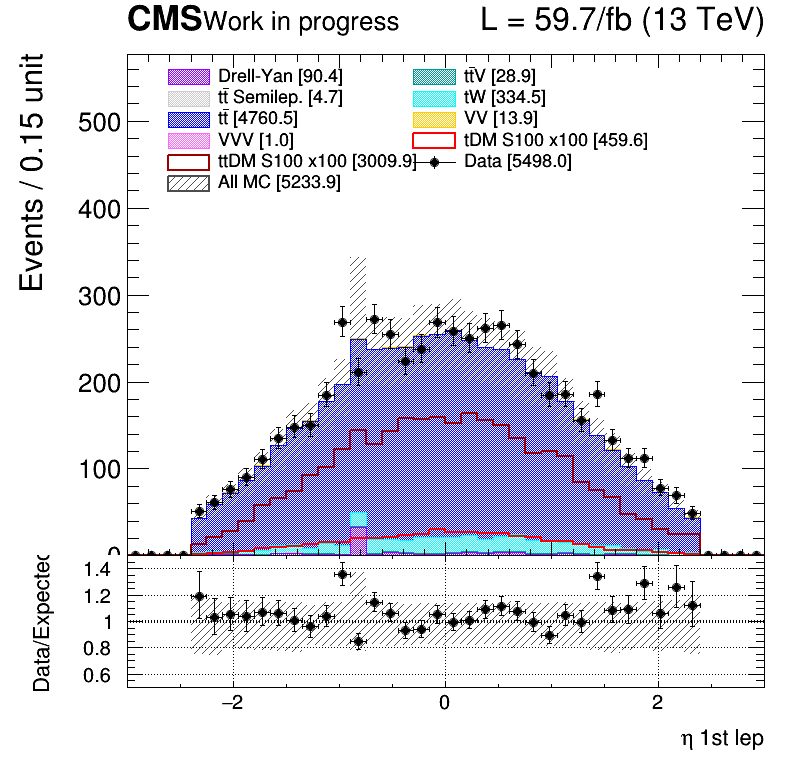 CMS Work in progress L = 59.7/fb (13 TeV)
Drell-Yan [90.4] tt̄V [28.9]
tt̄ Semilep. [4.7] tW [334.5]
tt̄ [4760.5] VV [13.9]
VVV [1.0] tDM S100 x100 [459.6]
ttDM S100 x100 [3009.9] Data [5498.0]
All MC [5233.9]
Events / 0.15 unit
500
400
300
200
100
0
Data/Expected
1.4
1.2
1
0.8
0.6
−2 0 2
η 1st lep